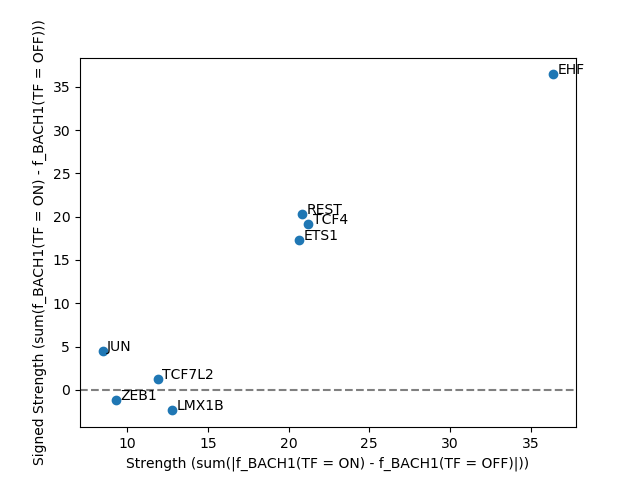 Signed Strength (sum(f_BACH1(TF = ON) - f_BACH1(TF = OFF)))
35
30
25
20
15
10
5
0
EHF
REST
TCF4
ETS1
JUN
TCF7L2
ZEB1
LMX1B
10 15 20 25 30 35
Strength (sum(|f_BACH1(TF = ON) - f_BACH1(TF = OFF)|))